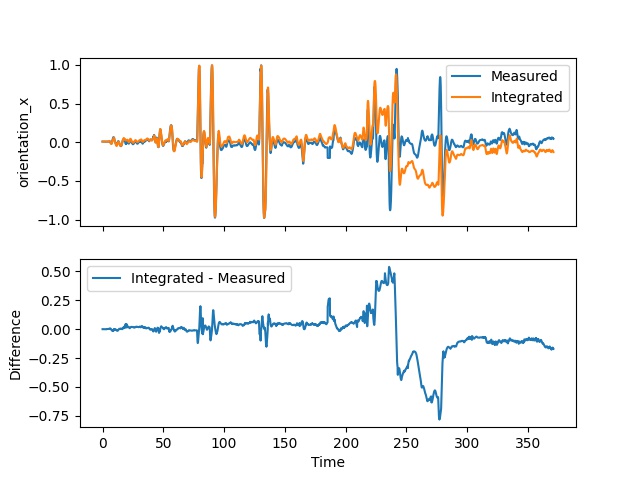 1.0
0.5
0.0
−0.5
−1.0
orientation_x
Measured
Integrated
0.50
0.25
0.00
−0.25
−0.50
−0.75
Difference
Integrated - Measured
0 50 100 150 200 250 300 350
Time